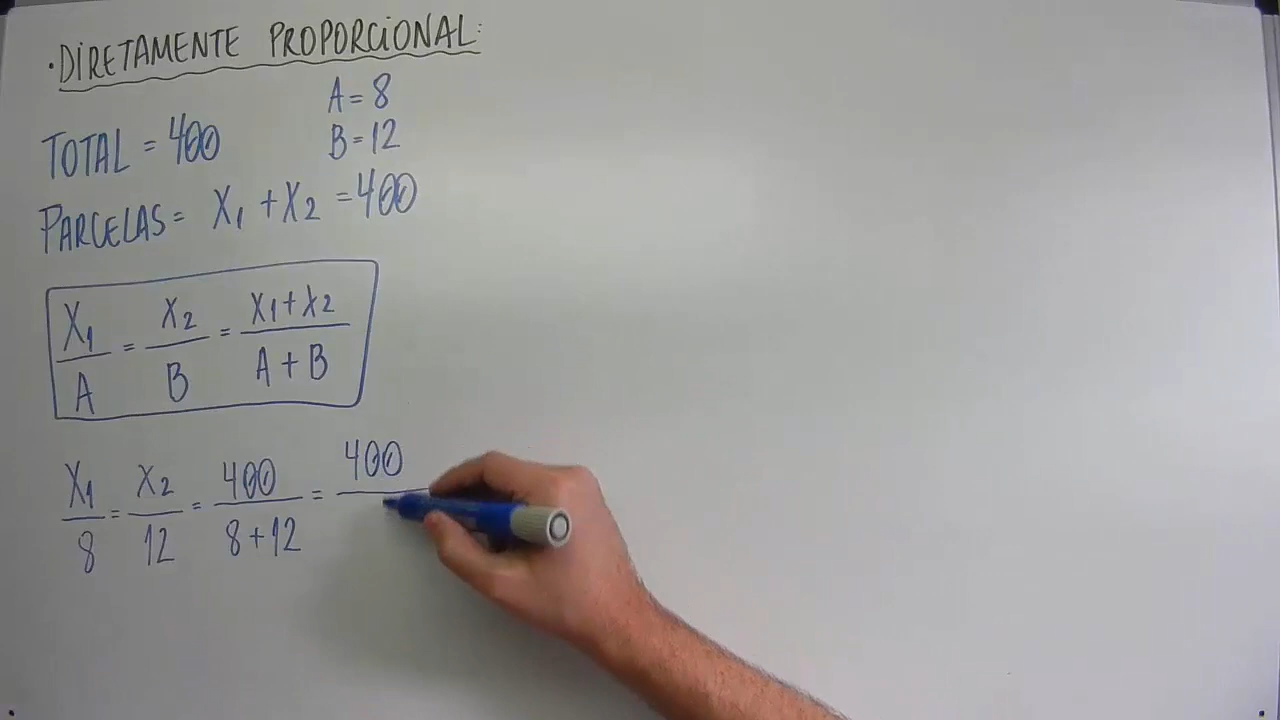 · DIRETAMENTE PROPORCIONAL:
A = 8
TOTAL = 400
B = 12
PARCELAS = X₁ + X₂ = 400
X₁/A = X₂/B = X₁ + X₂/A + B
X₁/8 = X₂/12 = 400/8 + 12 = 400